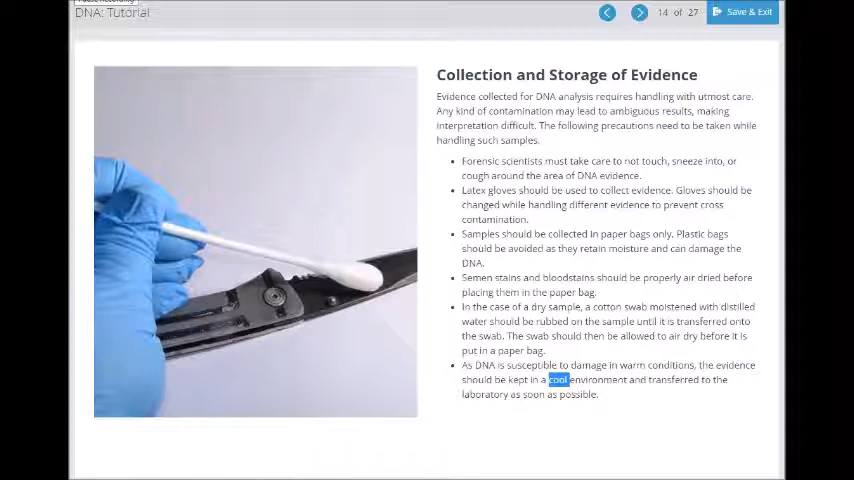 DNA: Tutorial
14 of 27
Save & Exit
Collection and Storage of Evidence
Evidence collected for DNA analysis requires handling with utmost care.
Any kind of contamination may lead to ambiguous results, making
interpretation difficult. The following precautions need to be taken while
handling such samples.
Forensic scientists must take care to not touch, sneeze into, or
cough around the area of DNA evidence.
Latex gloves should be used to collect evidence. Gloves should be
changed while handling different evidence to prevent cross
contamination.
Samples should be collected in paper bags only. Plastic bags
should be avoided as they retain moisture and can damage the
DNA.
Semen stains and bloodstains should be properly air dried before
placing them in the paper bag.
In the case of a dry sample, a cotton swab moistened with distilled
water should be rubbed on the sample until it is transferred onto
the swab. The swab should then be allowed to air dry before it is
put in a paper bag.
As DNA is susceptible to damage in warm conditions, the evidence
should be kept in a cool environment and transferred to the
laboratory as soon as possible.